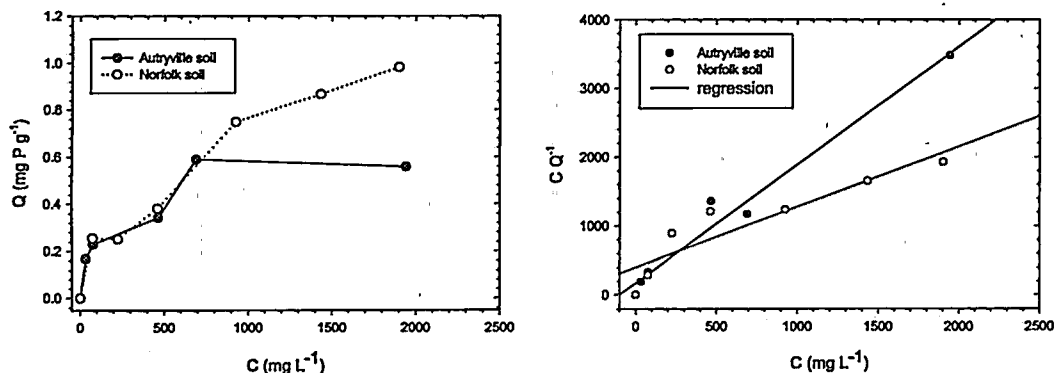 1.2
1.0
0.8
0.6
0.4
0.2
0.0
Q (mg P g⁻¹)
Autryville soil
Norfolk soil
0 500 1000 1500 2000 2500
C (mg L⁻¹)
4000
3000
2000
1000
0
C Q⁻¹
Autryville soil
Norfolk soil
regression
0 500 1000 1500 2000 2500
C (mg L⁻¹)